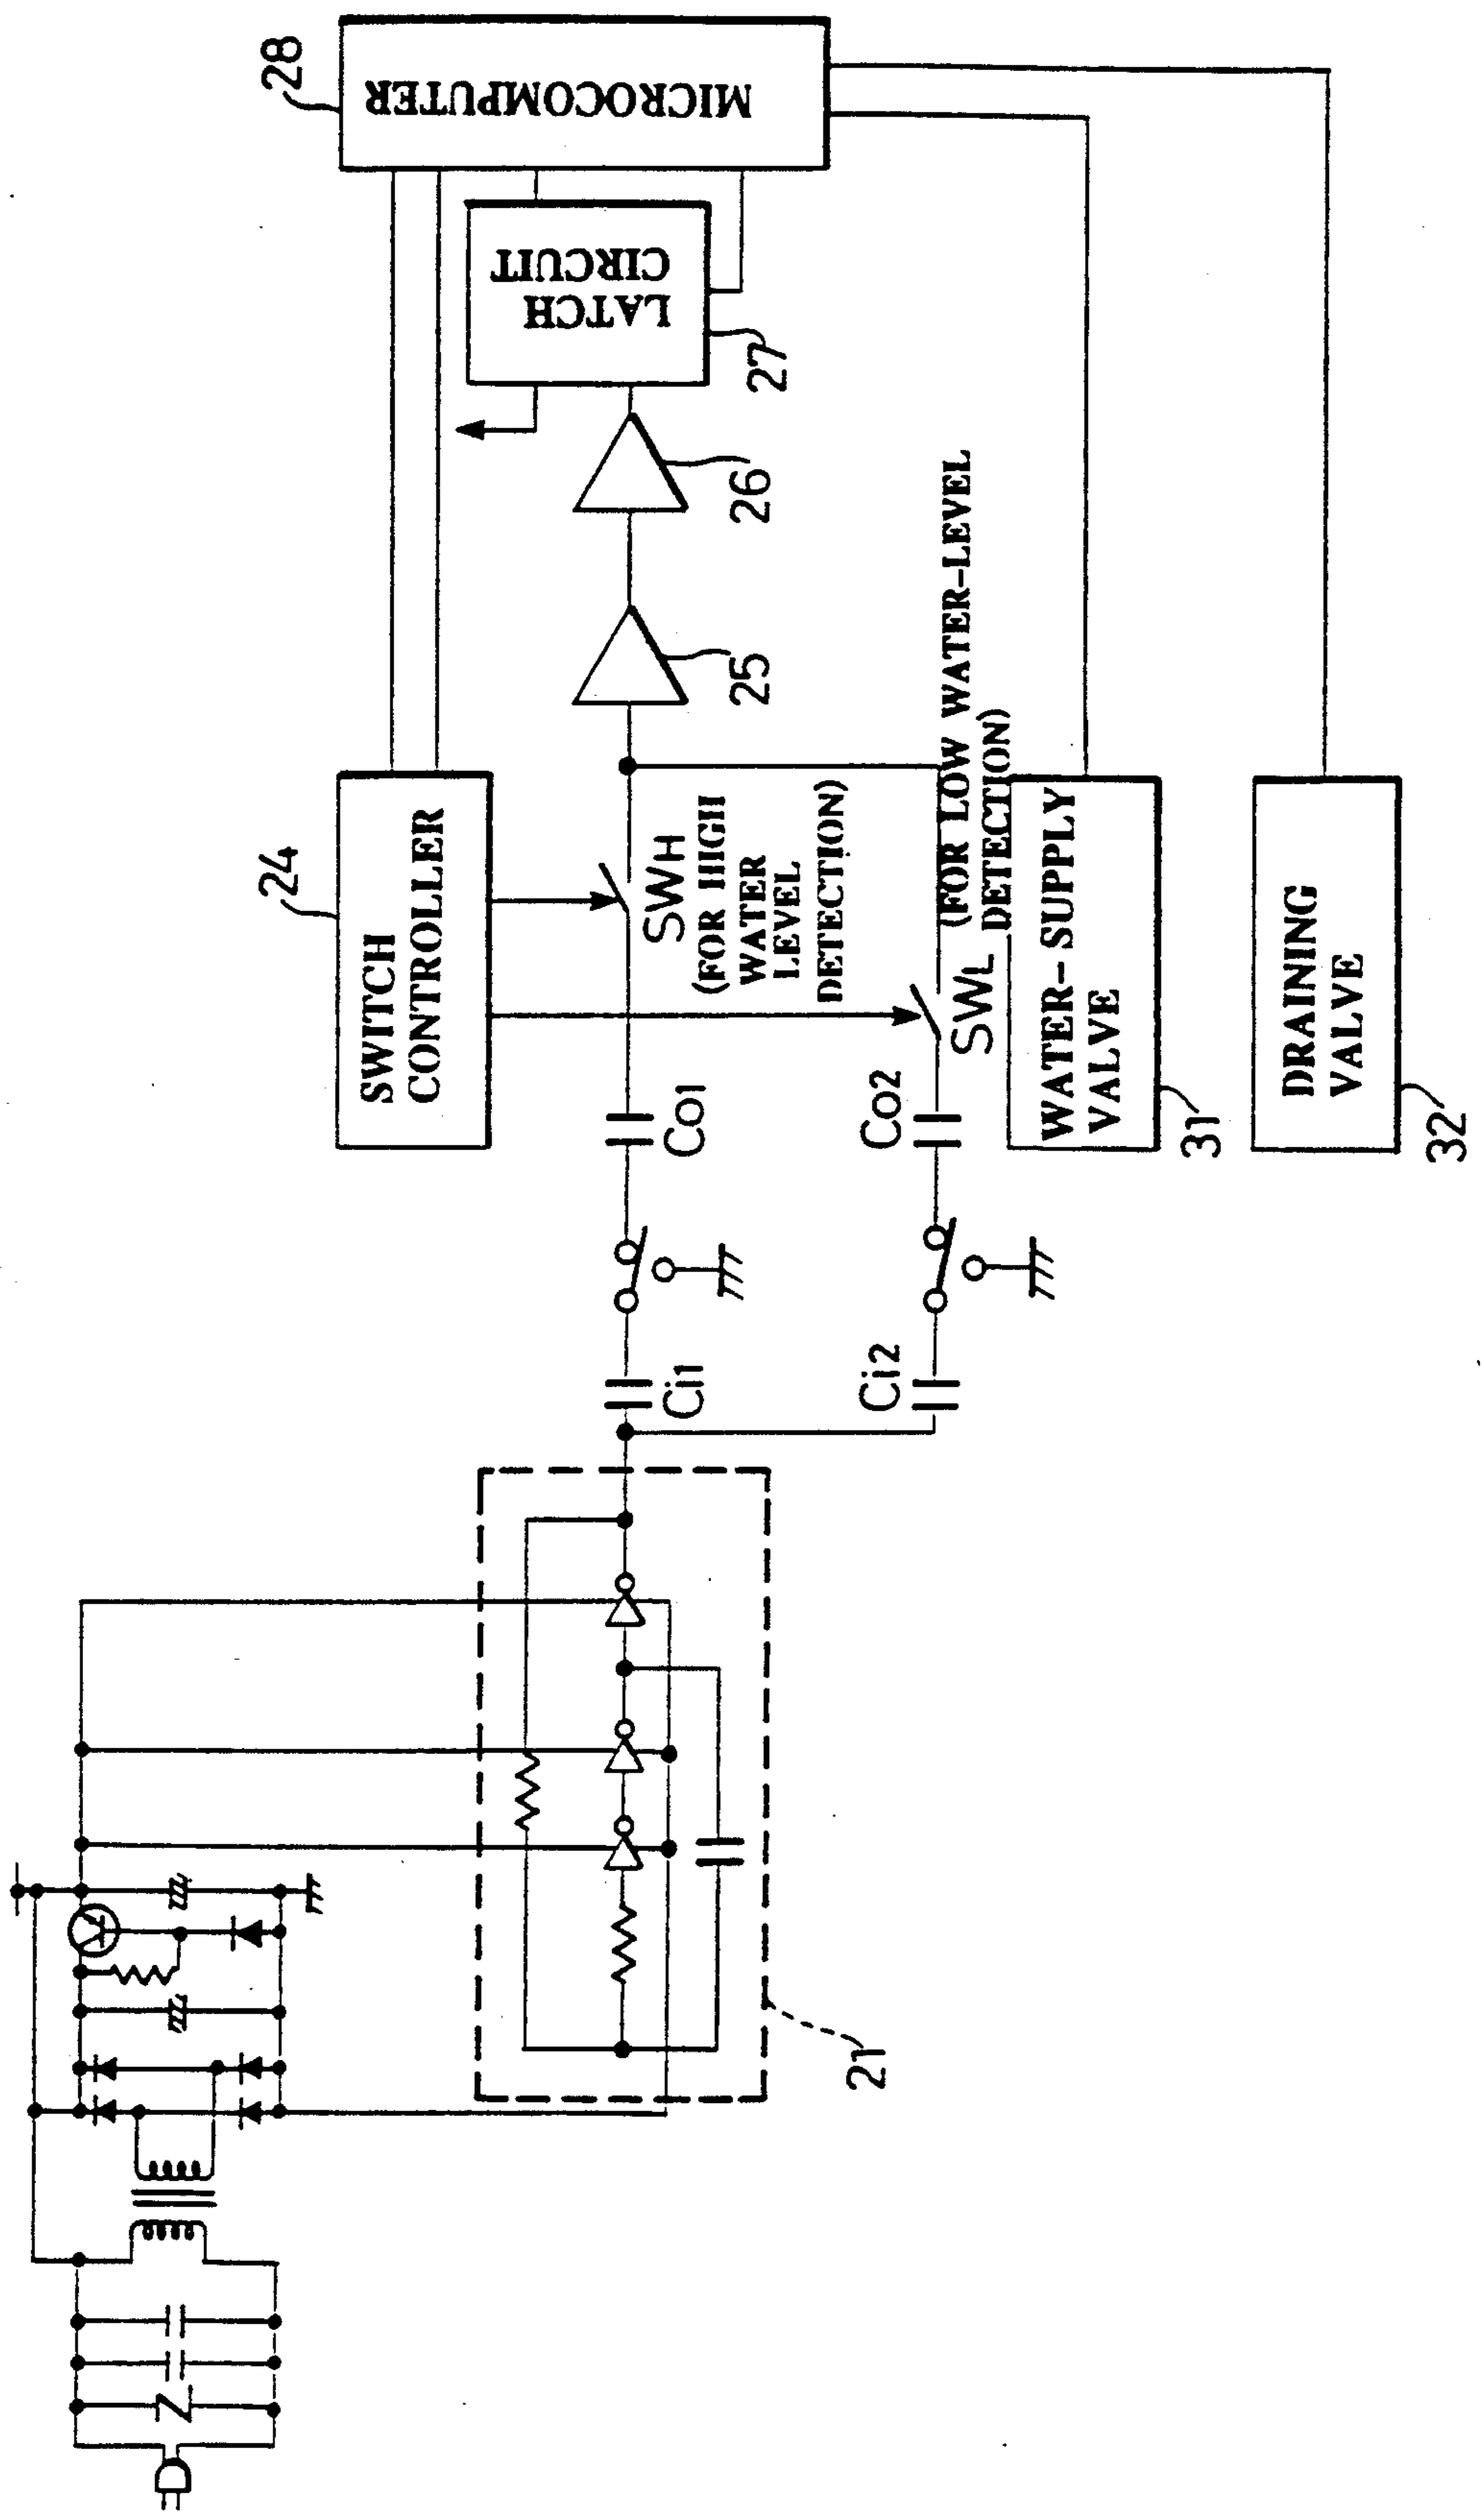 28
MICROCOMPUTER
24
SWITCH
CONTROLLER
LATCH
CIRCUIT
27
26
25
SWH
(FOR HIGH
WATER
LEVEL
DETECTION)
(FOR LOW WATER-LEVEL
DETECTION)
SWL
Co1
Ci1
Co2
Ci2
WATER-SUPPLY
VALVE
31
DRAINING
VALVE
32
21